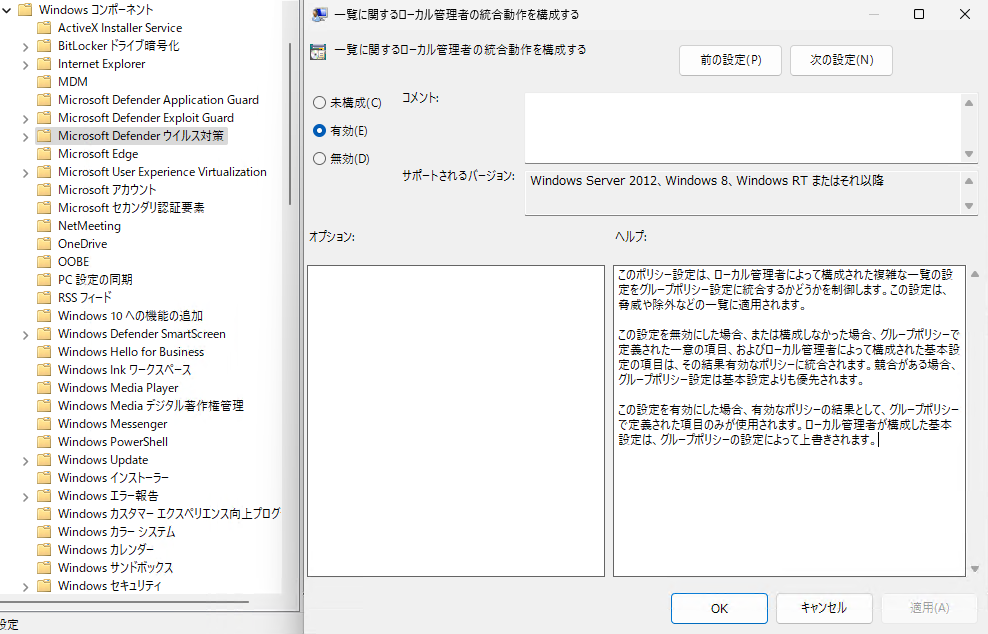 Windows コンポーネント
ActiveX Installer Service
BitLocker ドライブ暗号化
Internet Explorer
MDM
Microsoft Defender Application Guard
Microsoft Defender Exploit Guard
Microsoft Defender ウイルス対策
Microsoft Edge
Microsoft User Experience Virtualization
Microsoft アカウント
Microsoft セカンダリ認証要素
NetMeeting
OneDrive
OOBE
PC 設定の同期
RSS フィード
Windows 10 への機能の追加
Windows Defender SmartScreen
Windows Hello for Business
Windows Ink ワークスペース
Windows Media Player
Windows Media デジタル著作権管理
Windows Messenger
Windows PowerShell
Windows Update
Windows インストーラー
Windows エラー報告
Windows カスタマー エクスペリエンス向上プログ
Windows カラー システム
Windows カレンダー
Windows サンドボックス
Windows セキュリティ
設定
一覧に関するローカル管理者の統合動作を構成する
一覧に関するローカル管理者の統合動作を構成する
前の設定(P)
次の設定(N)
未構成(C)
有効(E)
無効(D)
コメント:
サポートされるバージョン:
Windows Server 2012、Windows 8、Windows RT またはそれ以降
オプション:
ヘルプ:
このポリシー設定は、ローカル管理者によって構成された複雑な一覧の設
定をグループポリシー設定に統合するかどうかを制御します。この設定は、
脅威や除外などの一覧に適用されます。
この設定を無効にした場合、または構成しなかった場合、グループポリシーで
定義された一意の項目、およびローカル管理者によって構成された基本設
定の項目は、その結果有効なポリシーに統合されます。競合がある場合、
グループポリシー設定は基本設定よりも優先されます。
この設定を有効にした場合、有効なポリシーの結果として、グループポリシー
で定義された項目のみが使用されます。ローカル管理者が構成した基本
設定は、グループポリシーの設定によって上書きされます。
OK
キャンセル
適用(A)